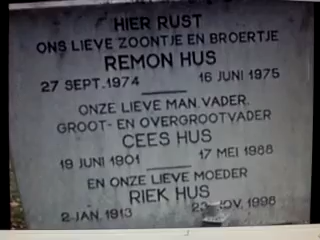 HIER RUST
ONS LIEVE ZOONTJE EN BROERTJE
REMON HUS
27 SEPT. 1974 16 JUNI 1975
ONZE LIEVE MAN, VADER,
GROOT- EN OVERGROOTVADER
CEES HUS
19 JUNI 1901 17 MEI 1988
EN ONZE LIEVE MOEDER
RIEK HUS
2 JAN. 1913 NOV. 1998